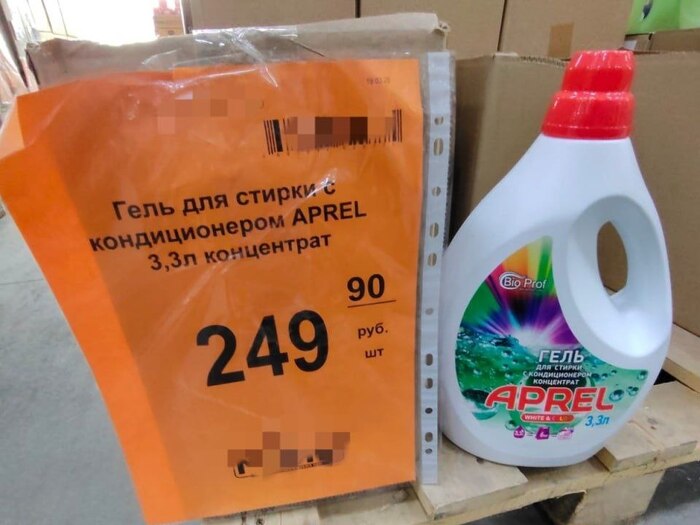 Гель для стирки с
кондиционером APREL
3,3л концентрат
249
90
руб.
шт
Bio Prof
ГЕЛЬ
ДЛЯ СТИРКИ
С КОНДИЦИОНЕРОМ
КОНЦЕНТРАТ
APREL
WHITE &
3,3л